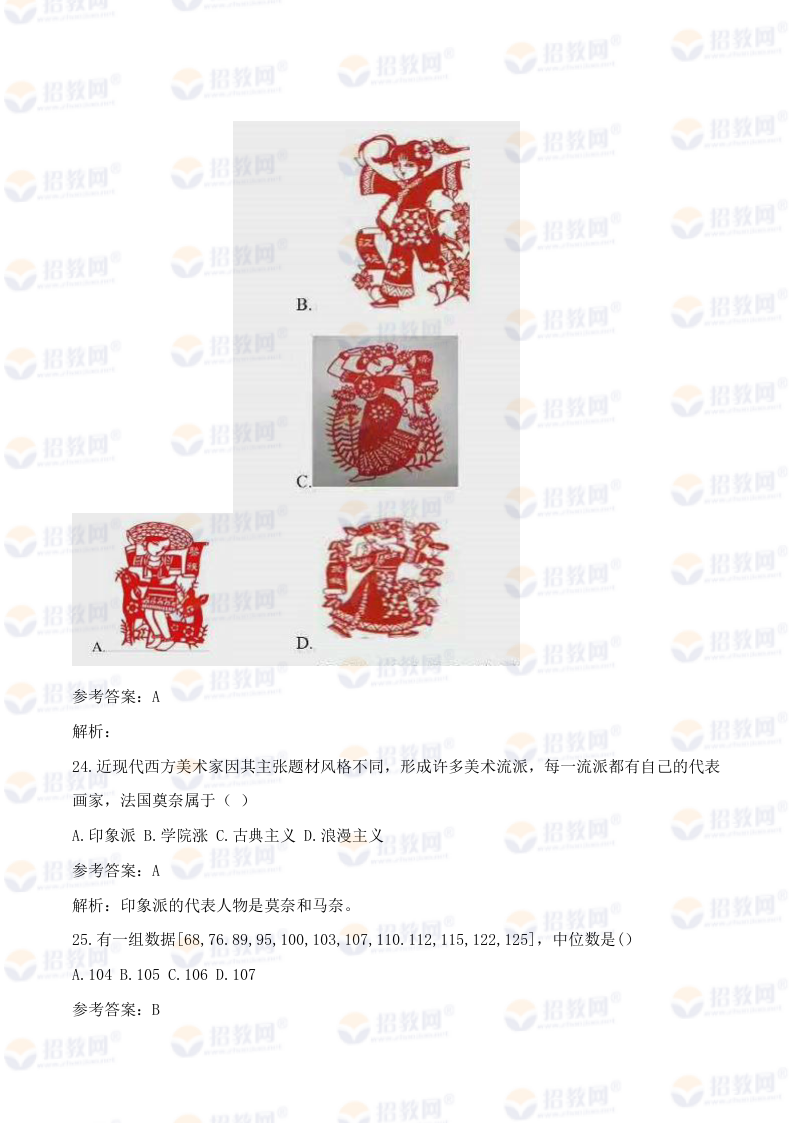 汉族
B.
C.
A.
D.
参考答案: A
解析:
24.近现代西方美术家因其主张题材风格不同，形成许多美术流派，每一流派都有自己的代表
画家，法国莫奈属于（ ）
A.印象派 B.学院涨 C.古典主义 D.浪漫主义
参考答案: A
解析: 印象派的代表人物是莫奈和马奈。
25.有一组数据[68,76.89,95,100,103,107,110.112,115,122,125]，中位数是()
A.104 B.105 C.106 D.107
参考答案: B
招教网